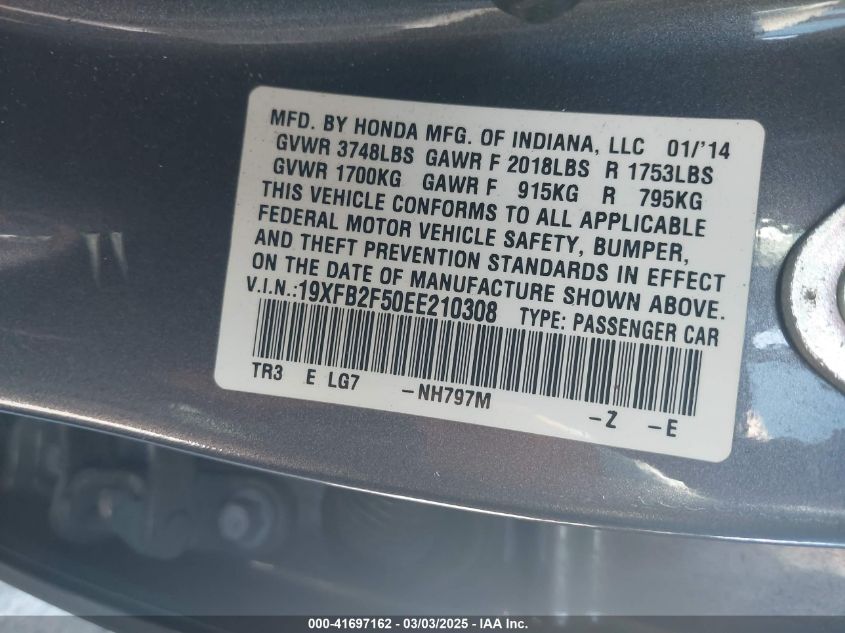 MFD. BY HONDA MFG. OF INDIANA, LLC 01/'14
GVWR 3748LBS GAWR F 2018LBS R 1753LBS
GVWR 1700KG GAWR F 915KG R 795KG
THIS VEHICLE CONFORMS TO ALL APPLICABLE
FEDERAL MOTOR VEHICLE SAFETY, BUMPER,
AND THEFT PREVENTION STANDARDS IN EFFECT
ON THE DATE OF MANUFACTURE SHOWN ABOVE.
V.I.N.:19XFB2F50EE210308 TYPE: PASSENGER CAR
TR3 E LG7 -NH797M -Z -E
000-41697162 - 03/03/2025 - IAA Inc.